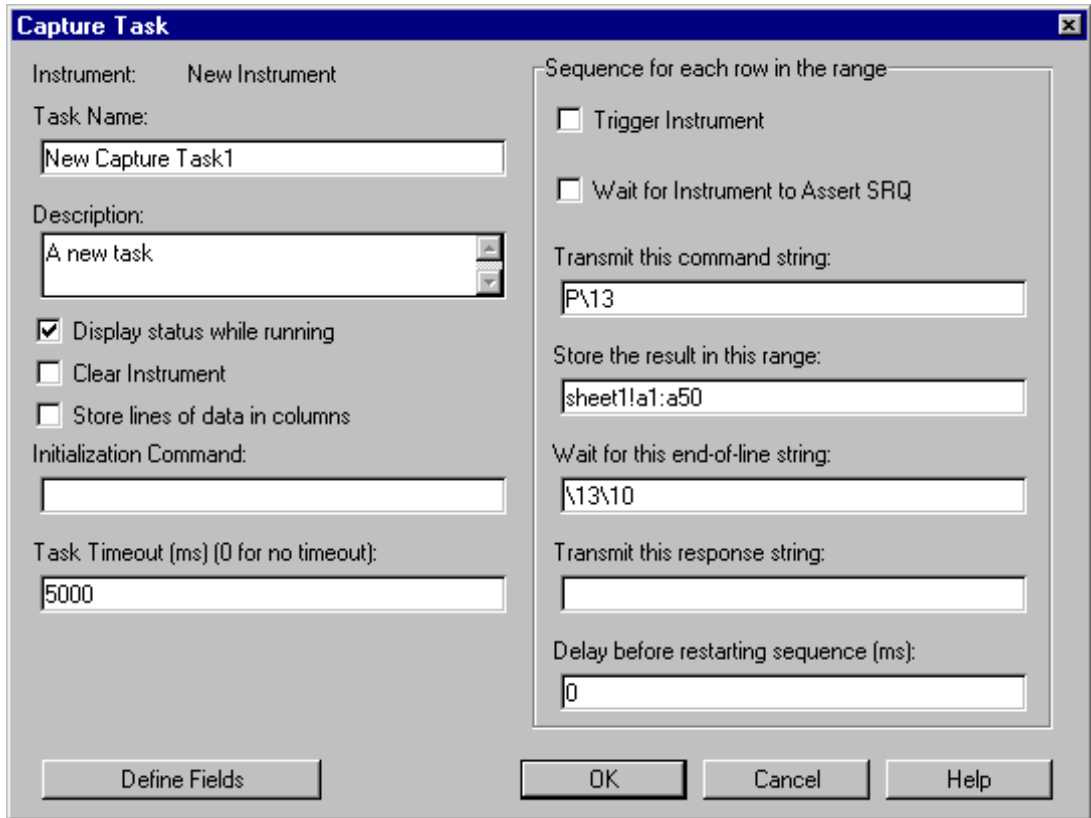 Capture Task
Instrument: New Instrument
Task Name:
New Capture Task1
Description:
A new task
Display status while running
Clear Instrument
Store lines of data in columns
Initialization Command:
Task Timeout (ms) (0 for no timeout):
5000
Sequence for each row in the range
Trigger Instrument
Wait for Instrument to Assert SRQ
Transmit this command string:
P\13
Store the result in this range:
sheet1!a1:a50
Wait for this end-of-line string:
\13\10
Transmit this response string:
Delay before restarting sequence (ms):
0
Define Fields
OK
Cancel
Help